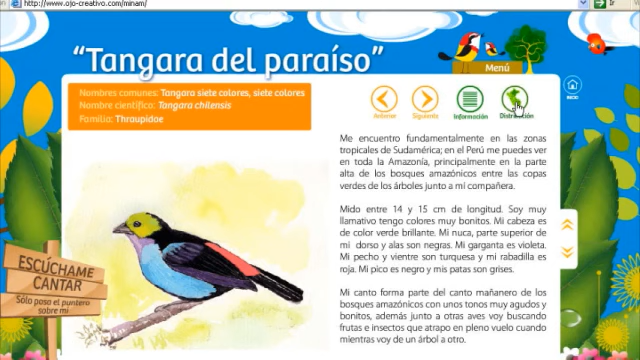 http://www.ojo-creativo.com/minam/
Ir
“Tangara del paraíso”
Menú
Nombres comunes: Tangara siete colores, siete colores
Nombre científico: Tangara chilensis
Familia: Thraupidae
Anterior
Siguiente
Información
Distribución
INICIO
Me encuentro fundamentalmente en las zonas
tropicales de Sudamérica; en el Perú me puedes ver
en toda la Amazonía, principalmente en la parte
alta de los bosques amazónicos entre las copas
verdes de los árboles junto a mi compañera.
Mido entre 14 y 15 cm de longitud. Soy muy
llamativo tengo colores muy bonitos. Mi cabeza es
de color verde brillante. Mi nuca, parte superior de
mi dorso y alas son negras. Mi garganta es violeta.
Mi pecho y vientre son turquesa y mi rabadilla es
roja. Mi pico es negro y mis patas son grises.
Mi canto forma parte del canto mañanero de los
bosques amazónicos con unos tonos muy agudos y
bonitos, además junto a otras aves voy buscando
frutas e insectos que atrapo en pleno vuelo cuando
mientras voy de un árbol a otro.
ESCÚCHAME
CANTAR
Sólo posa el puntero
sobre mi